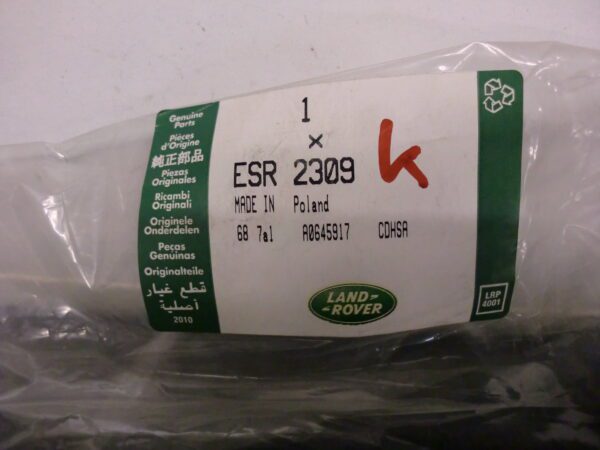 Genuine
Parts
Pièces
d'Origine
純正部品
Piezas
Originales
Ricambi
Originali
Originele
Onderdelen
Peças
Genuinas
Originalteile
قطع غيار
أصلية
2010
1
×
ESR 2309
k
MADE IN Poland
68 7a1 A0645917 CDHSA
LAND-
-ROVER
LRP
4001